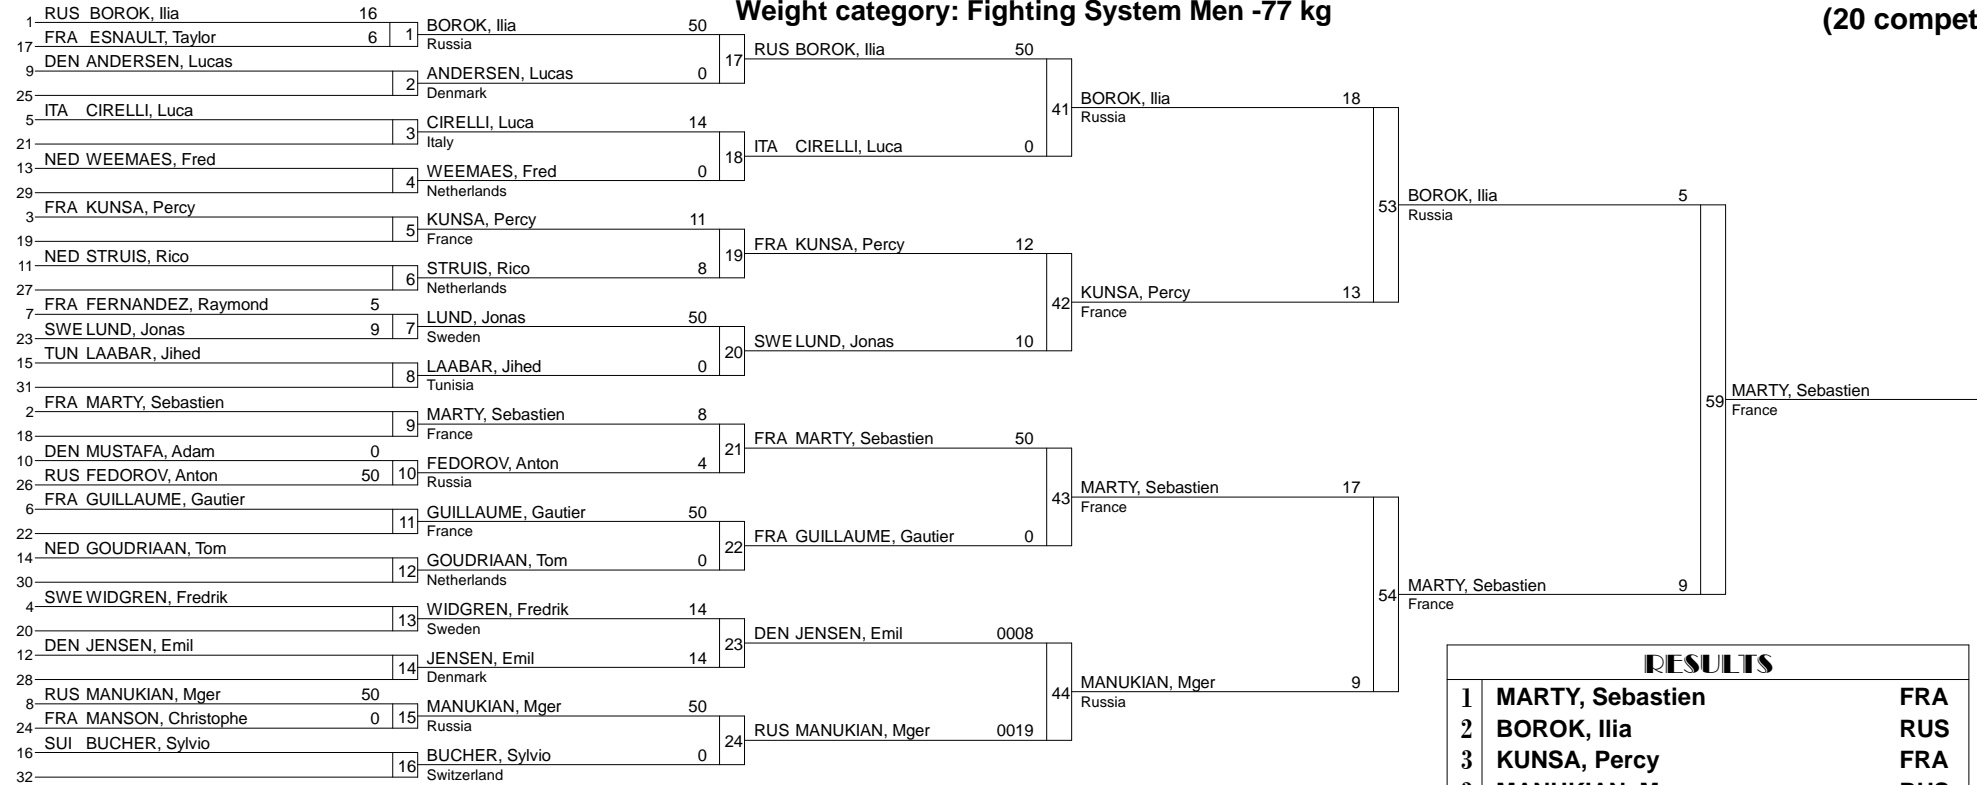 Weight category: Fighting System Men -77 kg
(20 compet
1 RUS BOROK, Ilia 16
17 FRA ESNAULT, Taylor 6
9 DEN ANDERSEN, Lucas
25
5 ITA CIRELLI, Luca
21
13 NED WEEMAES, Fred
29
3 FRA KUNSA, Percy
19
11 NED STRUIS, Rico
27
7 FRA FERNANDEZ, Raymond 5
23 SWE LUND, Jonas 9
15 TUN LAABAR, Jihed
31
2 FRA MARTY, Sebastien
18
10 DEN MUSTAFA, Adam 0
26 RUS FEDOROV, Anton 50
6 FRA GUILLAUME, Gautier
22
14 NED GOUDRIAAN, Tom
30
4 SWE WIDGREN, Fredrik
20
12 DEN JENSEN, Emil
28
8 RUS MANUKIAN, Mger 50
24 FRA MANSON, Christophe 0
16 SUI BUCHER, Sylvio
32
1 BOROK, Ilia 50
Russia
2 ANDERSEN, Lucas 0
Denmark
3 CIRELLI, Luca 14
Italy
4 WEEMAES, Fred 0
Netherlands
5 KUNSA, Percy 11
France
6 STRUIS, Rico 8
Netherlands
7 LUND, Jonas 50
Sweden
8 LAABAR, Jihed 0
Tunisia
9 MARTY, Sebastien 8
France
10 FEDOROV, Anton 4
Russia
11 GUILLAUME, Gautier 50
France
12 GOUDRIAAN, Tom 0
Netherlands
13 WIDGREN, Fredrik 14
Sweden
14 JENSEN, Emil 14
Denmark
15 MANUKIAN, Mger 50
Russia
16 BUCHER, Sylvio 0
Switzerland
17 RUS BOROK, Ilia 50
18 ITA CIRELLI, Luca 0
19 FRA KUNSA, Percy 12
20 SWE LUND, Jonas 10
21 FRA MARTY, Sebastien 50
22 FRA GUILLAUME, Gautier 0
23 DEN JENSEN, Emil 0008
24 RUS MANUKIAN, Mger 0019
41 BOROK, Ilia 18
Russia
42 KUNSA, Percy 13
France
43 MARTY, Sebastien 17
France
44 MANUKIAN, Mger 9
Russia
53 BOROK, Ilia 5
Russia
54 MARTY, Sebastien 9
France
59 MARTY, Sebastien
France
RESULTS
1 MARTY, Sebastien FRA
2 BOROK, Ilia RUS
3 KUNSA, Percy FRA